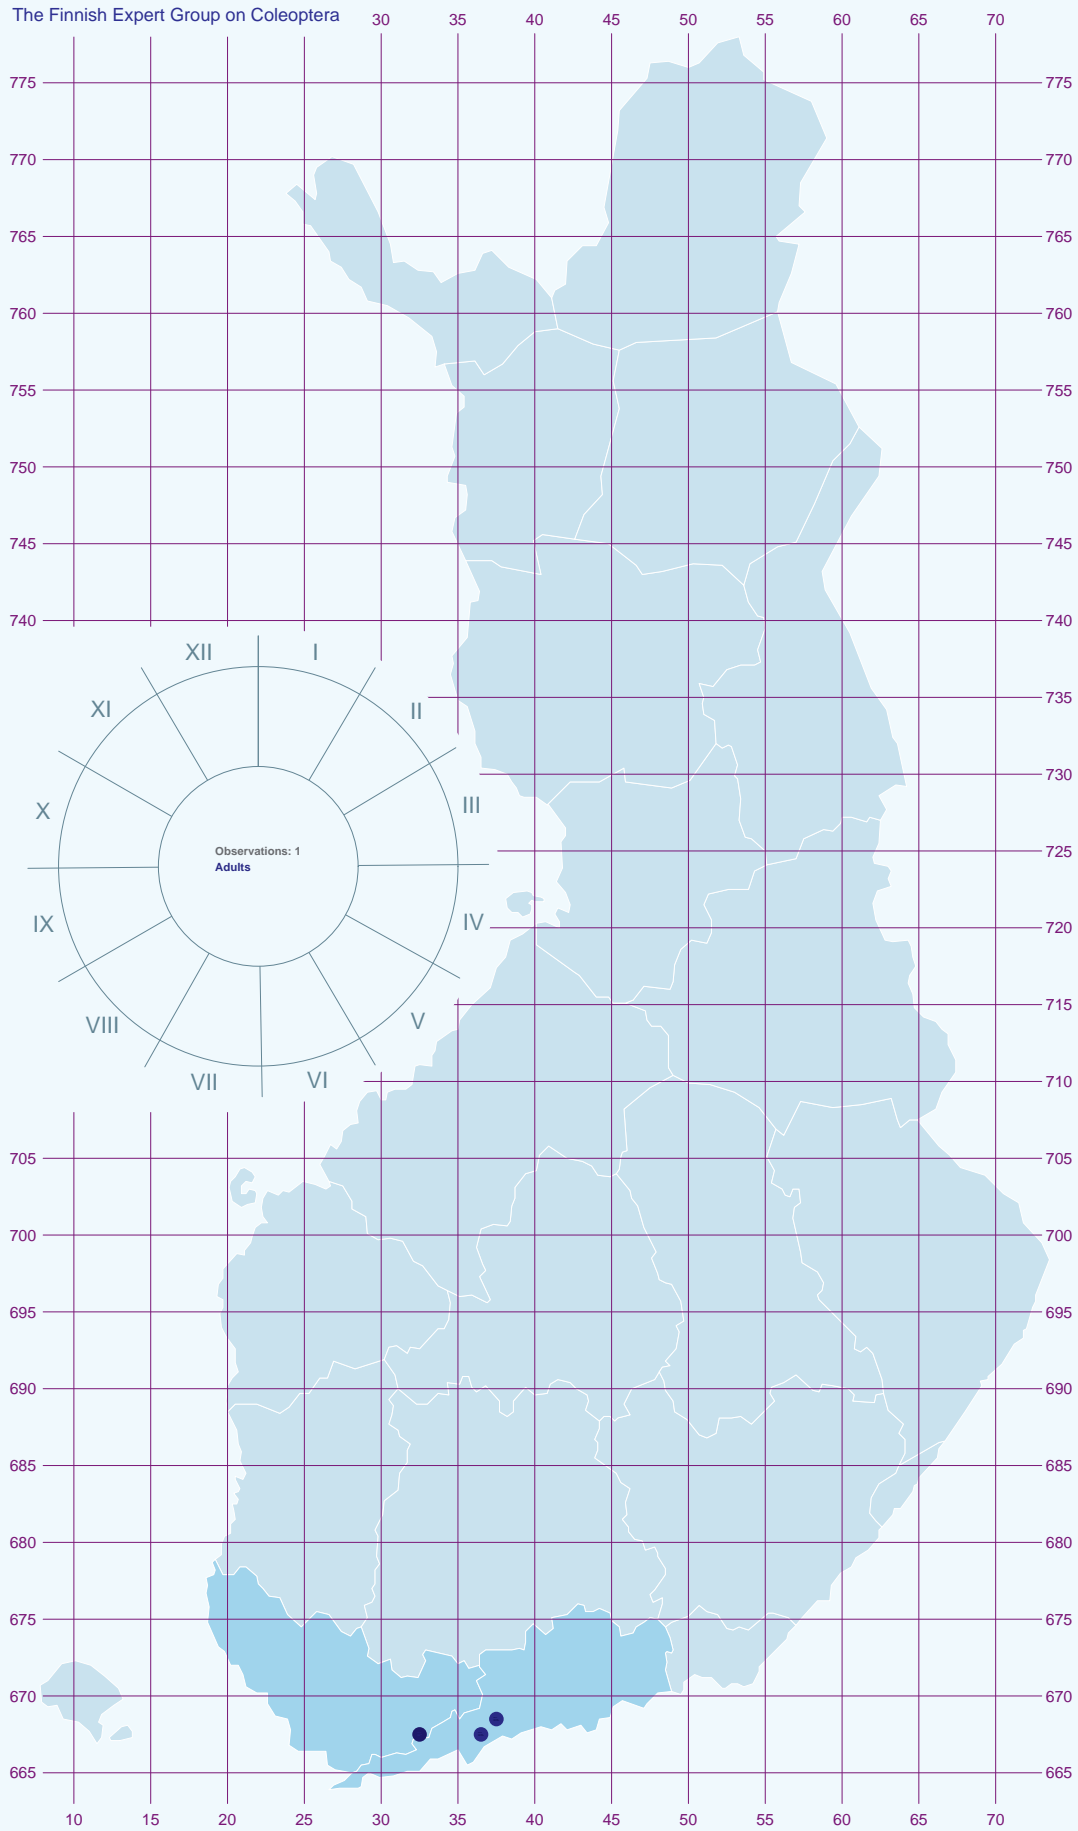 The Finnish Expert Group on Coleoptera
30 35 40 45 50 55 60 65 70
775 775
770 770
765 765
760 760
755 755
750 750
745 745
740 740
XII I
XI II
735
730
X III
Observations: 1
Adults
725
IX IV
720
715
VIII V
VII VI
710
705 705
700 700
695 695
690 690
685 685
680 680
675 675
670 670
665 665
10 15 20 25 30 35 40 45 50 55 60 65 70